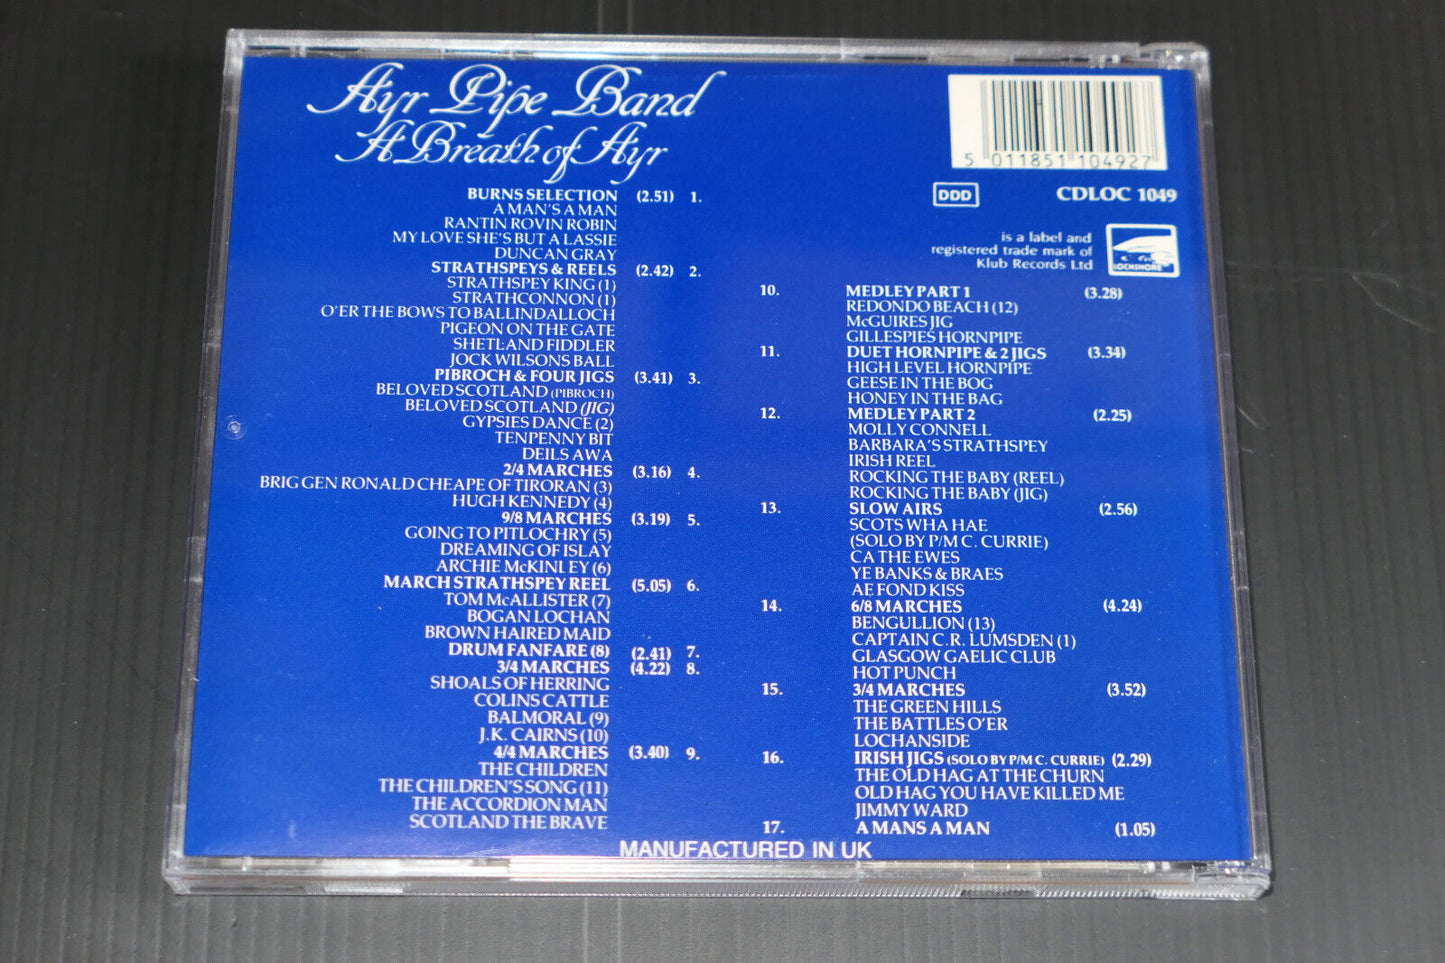 Ayr Pipe Band
A Breath of Ayr
BURNS SELECTION (2.51) 1.
A MAN'S A MAN
RANTIN ROVIN ROBIN
MY LOVE SHE'S BUT A LASSIE
DUNCAN GRAY
STRATHSPEYS & REELS (2.42) 2.
STRATHSPEY KING (1)
STRATHCONNON (1)
O'ER THE BOWS TO BALLINDALLOCH
PIGEON ON THE GATE
SHETLAND FIDDLER
JOCK WILSONS BALL
PIBROCH & FOUR JIGS (3.41) 3.
BELOVED SCOTLAND (PIBROCH)
BELOVED SCOTLAND (JIG)
GYPSIES DANCE (2)
TENPENNY BIT
DEILS AWA
2/4 MARCHES (3.16) 4.
BRIG GEN RONALD CHEAPE OF TIRORAN (3)
HUGH KENNEDY (4)
9/8 MARCHES (3.19) 5.
GOING TO PITLOCHRY (5)
DREAMING OF ISLAY
ARCHIE McKINLEY (6)
MARCH STRATHSPEY REEL (5.05) 6.
TOM McALLISTER (7)
BOGAN LOCHAN
BROWN HAIRED MAID
DRUM FANFARE (8) (2.41) 7.
3/4 MARCHES (4.22) 8.
SHOALS OF HERRING
COLINS CATTLE
BALMORAL (9)
J.K. CAIRNS (10)
4/4 MARCHES (3.40) 9.
THE CHILDREN
THE CHILDREN'S SONG (11)
THE ACCORDION MAN
SCOTLAND THE BRAVE
5 011851 104927
DDD CDLOC 1049
is a label and
registered trade mark of
Klub Records Ltd
LOCHSHORE
10. MEDLEY PART 1 (3.28)
REDONDO BEACH (12)
McGUIRES JIG
GILLESPIES HORNPIPE
11. DUET HORNPIPE & 2 JIGS (3.34)
HIGH LEVEL HORNPIPE
GEESE IN THE BOG
HONEY IN THE BAG
12. MEDLEY PART 2 (2.25)
MOLLY CONNELL
BARBARA'S STRATHSPEY
IRISH REEL
ROCKING THE BABY (REEL)
ROCKING THE BABY (JIG)
13. SLOW AIRS (2.56)
SCOTS WHA HAE
(SOLO BY P/M C. CURRIE)
CA THE EWES
YE BANKS & BRAES
AE FOND KISS
14. 6/8 MARCHES (4.24)
BENGULLION (13)
CAPTAIN C.R. LUMSDEN (1)
GLASGOW GAELIC CLUB
HOT PUNCH
15. 3/4 MARCHES (3.52)
THE GREEN HILLS
THE BATTLES O'ER
LOCHANSIDE
16. IRISH JIGS (SOLO BY P/M C. CURRIE) (2.29)
THE OLD HAG AT THE CHURN
OLD HAG YOU HAVE KILLED ME
JIMMY WARD
17. A MANS A MAN (1.05)
MANUFACTURED IN UK